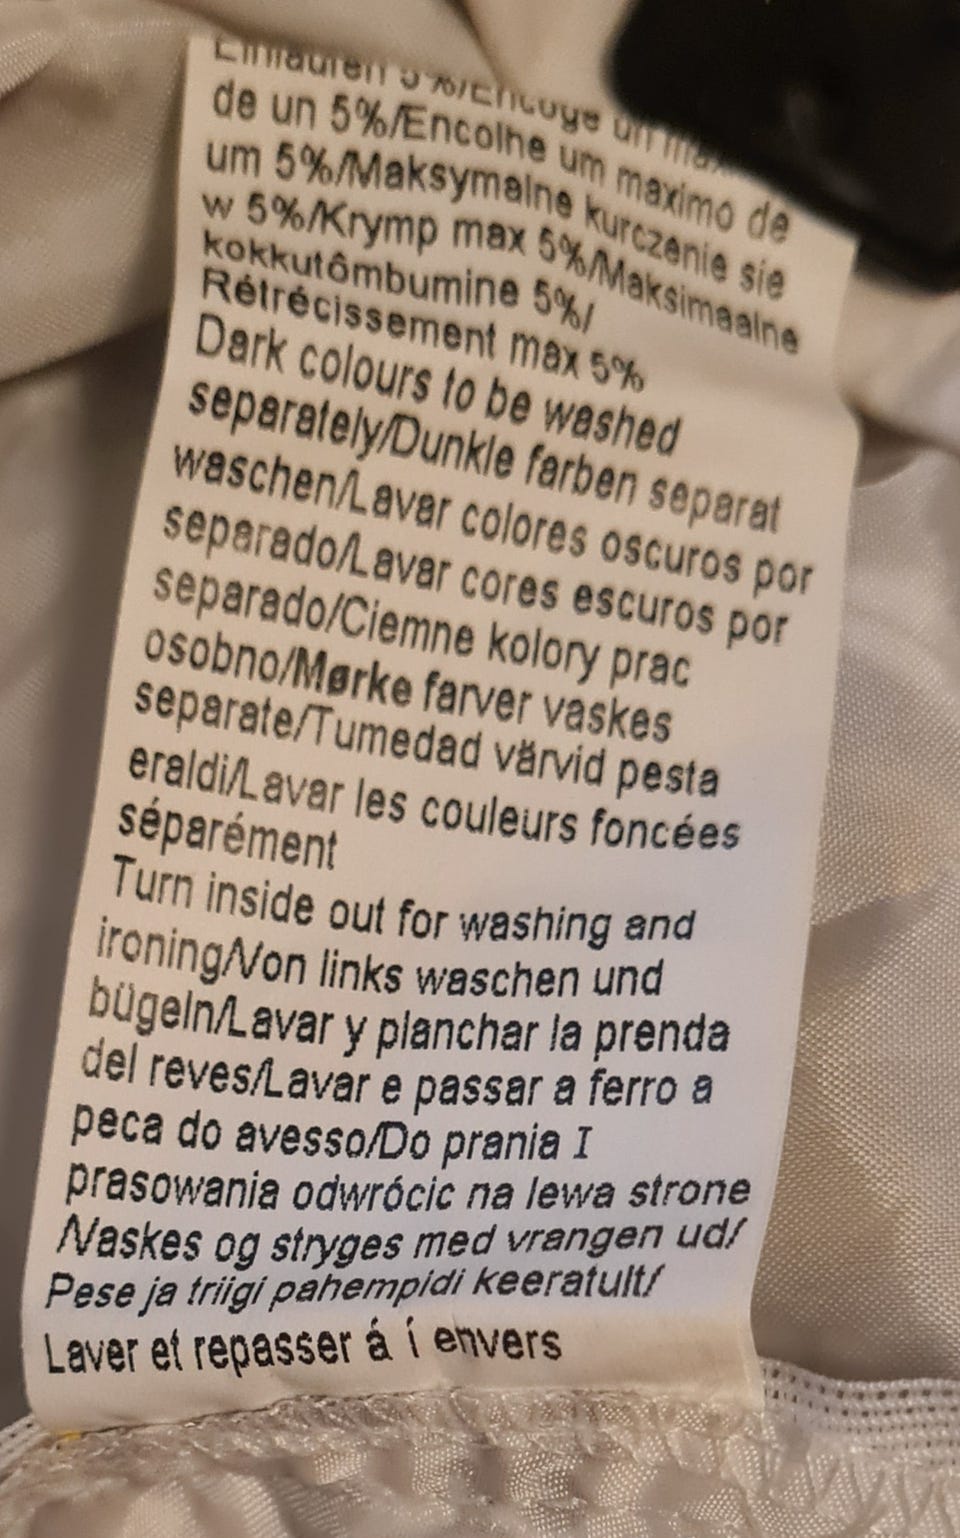 Einlaufen 5%/Encoge un
de un 5%/Encolhe um maximo de
um 5%/Maksymalne kurczenie sie
w 5%/Krymp max 5%/Maksimaalne
kokkutômbumine 5%/
Rétrécissement max 5%
Dark colours to be washed
separately/Dunkle farben separat
waschen/Lavar colores oscuros por
separado/Lavar cores escuros por
separado/Ciemne kolory prac
osobno/Mørke farver vaskes
separate/Tumedad värvid pesta
eraldi/Lavar les couleurs foncées
séparément
Turn inside out for washing and
ironing/Von links waschen und
bügeln/Lavar y planchar la prenda
del reves/Lavar e passar a ferro a
peca do avesso/Do prania I
prasowania odwrócic na lewa strone
/Vaskes og stryges med vrangen ud/
Pese ja triigi pahempidi keeratult/
Laver et repasser á í envers